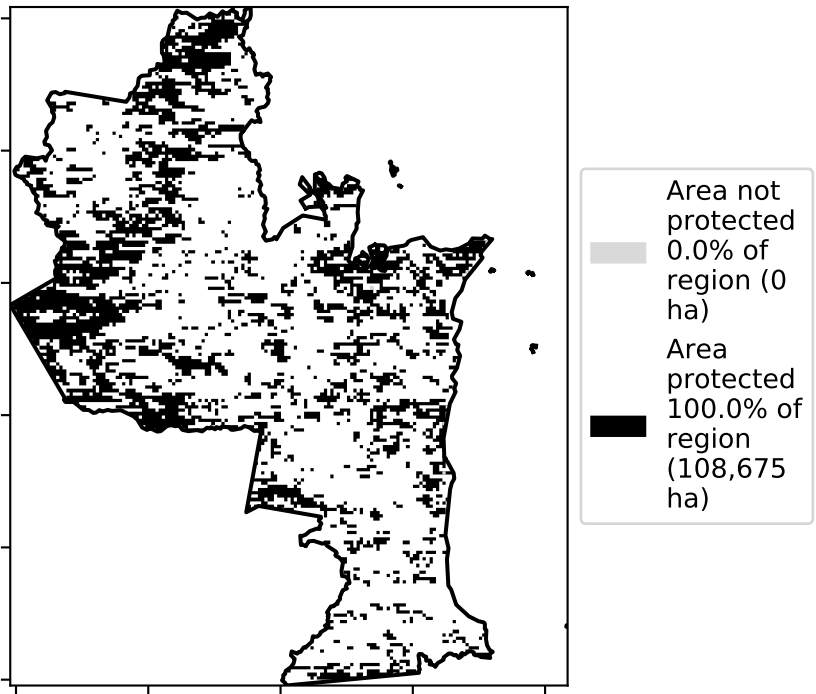 Area not
protected
0.0% of
region (0
ha)
Area
protected
100.0% of
region
(108,675
ha)